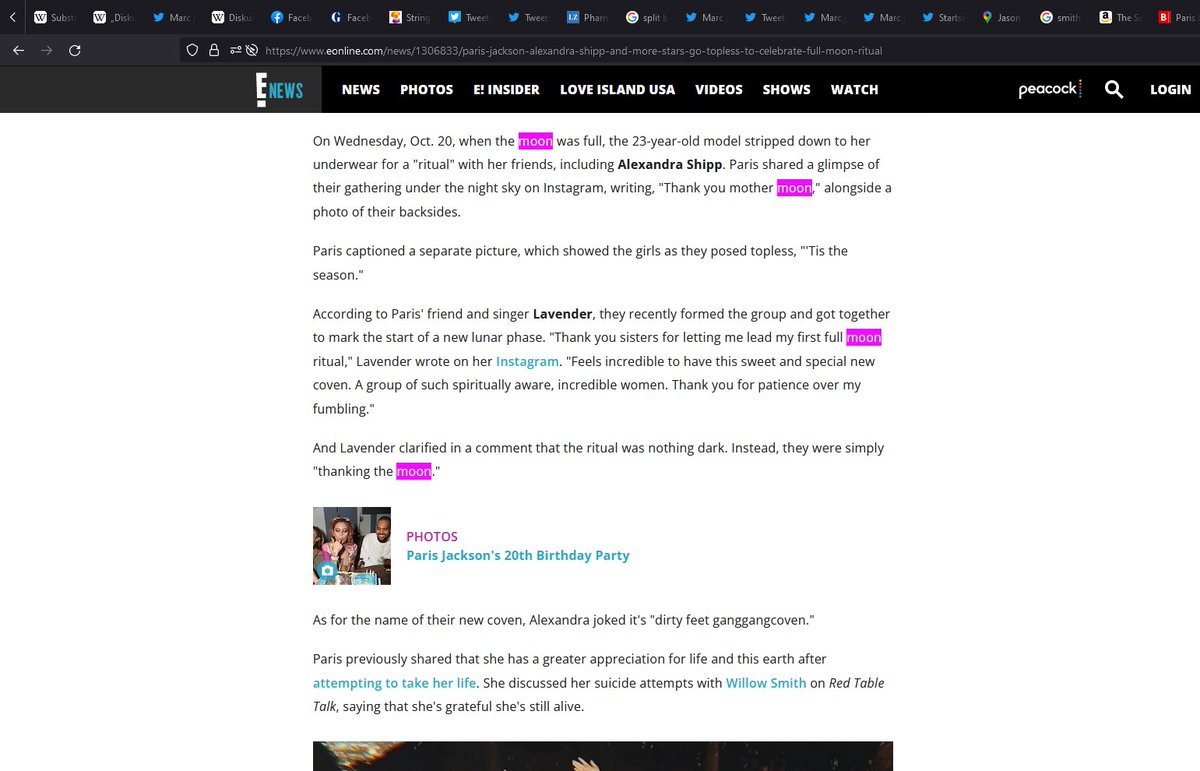 Substi
„Disku
Marc
Diskus
Faceb
Faceb
String
Tweetl
Tweets
Pharm
split b
Marc
Tweets
Marc
Marc
Starts
Jason
smith
The S
Paris
https://www.eonline.com/news/1306833/paris-jackson-alexandra-shipp-and-more-stars-go-topless-to-celebrate-full-moon-ritual
E! NEWS
NEWS PHOTOS E! INSIDER LOVE ISLAND USA VIDEOS SHOWS WATCH peacock LOGIN
On Wednesday, Oct. 20, when the moon was full, the 23-year-old model stripped down to her
underwear for a "ritual" with her friends, including Alexandra Shipp. Paris shared a glimpse of
their gathering under the night sky on Instagram, writing, "Thank you mother moon," alongside a
photo of their backsides.
Paris captioned a separate picture, which showed the girls as they posed topless, "'Tis the
season."
According to Paris' friend and singer Lavender, they recently formed the group and got together
to mark the start of a new lunar phase. "Thank you sisters for letting me lead my first full moon
ritual," Lavender wrote on her Instagram. "Feels incredible to have this sweet and special new
coven. A group of such spiritually aware, incredible women. Thank you for patience over my
fumbling."
And Lavender clarified in a comment that the ritual was nothing dark. Instead, they were simply
"thanking the moon."
PHOTOS
Paris Jackson's 20th Birthday Party
As for the name of their new coven, Alexandra joked it's "dirty feet ganggangcoven."
Paris previously shared that she has a greater appreciation for life and this earth after
attempting to take her life. She discussed her suicide attempts with Willow Smith on Red Table
Talk, saying that she's grateful she's still alive.